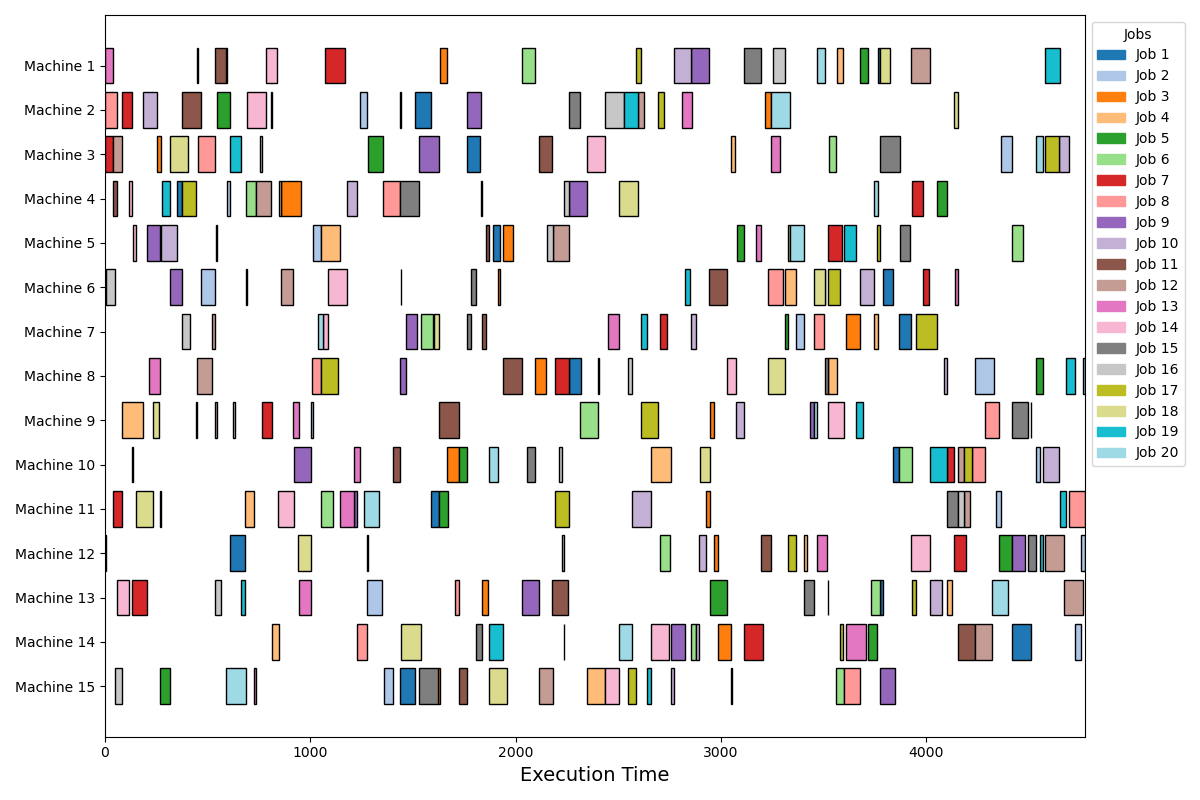 Machine 1
Machine 2
Machine 3
Machine 4
Machine 5
Machine 6
Machine 7
Machine 8
Machine 9
Machine 10
Machine 11
Machine 12
Machine 13
Machine 14
Machine 15
0 1000 2000 3000 4000
Execution Time
Jobs
Job 1
Job 2
Job 3
Job 4
Job 5
Job 6
Job 7
Job 8
Job 9
Job 10
Job 11
Job 12
Job 13
Job 14
Job 15
Job 16
Job 17
Job 18
Job 19
Job 20